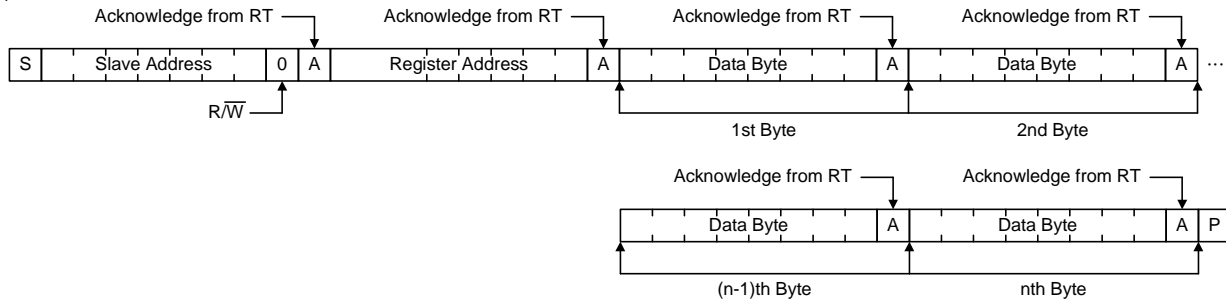 Acknowledge from RT Acknowledge from RT Acknowledge from RT Acknowledge from RT
S Slave Address 0 A Register Address A Data Byte A Data Byte A ...
R/W̅
1st Byte 2nd Byte
Acknowledge from RT Acknowledge from RT
Data Byte A Data Byte A P
(n-1)th Byte nth Byte